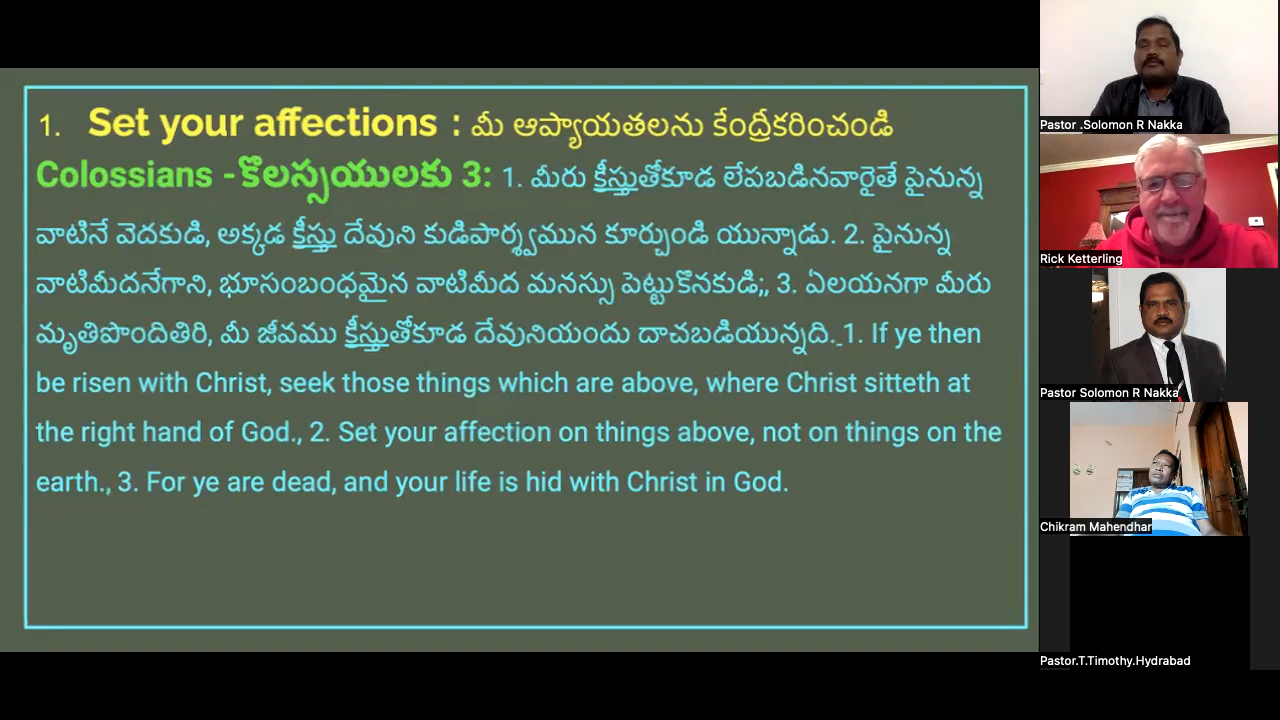 1. Set your affections : మీ ఆప్యాయతలను కేంద్రీకరించండి
Colossians -కొలస్సయులకు 3: 1. మీరు క్రీస్తుతోకూడ లేపబడినవారైతే పైనున్న
వాటినే వెదకుడి, అక్కడ క్రీస్తు దేవుని కుడిపార్శ్వమున కూర్చుండి యున్నాడు. 2. పైనున్న
వాటిమీదనేగాని, భూసంబంధమైన వాటిమీద మనస్సు పెట్టుకొనకుడి;, 3. ఏలయనగా మీరు
మృతిపొందితిరి, మీ జీవము క్రీస్తుతోకూడ దేవునియందు దాచబడియున్నది. 1. If ye then
be risen with Christ, seek those things which are above, where Christ sitteth at
the right hand of God., 2. Set your affection on things above, not on things on the
earth., 3. For ye are dead, and your life is hid with Christ in God.
Pastor .Solomon R Nakka
Rick Ketterling
Pastor Solomon R Nakka
Chikram Mahendhar
Pastor.T.Timothy.Hydrabad